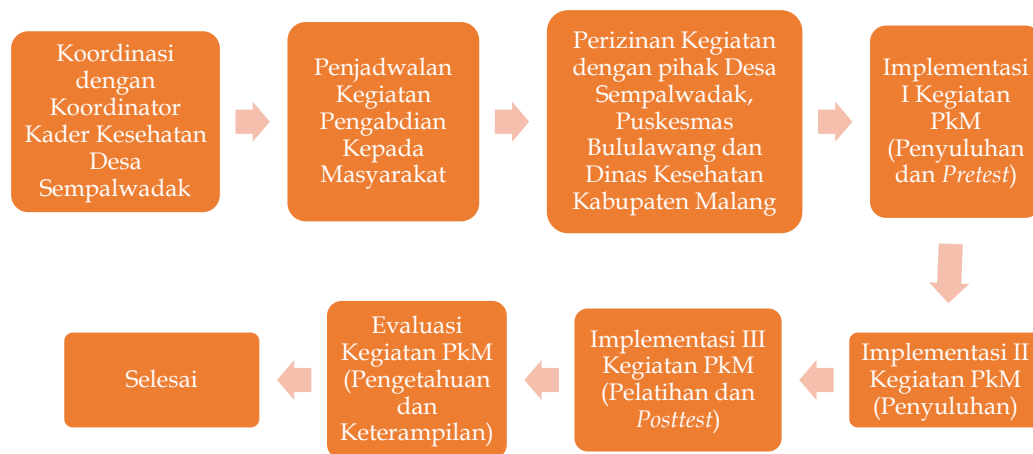 Koordinasi
dengan
Koordinator
Kader Kesehatan
Desa
Sempalwadak
Penjadwalan
Kegiatan
Pengabdian
Kepada
Masyarakat
Perizinan Kegiatan
dengan pihak Desa
Sempalwadak,
Puskesmas
Bululawang dan
Dinas Kesehatan
Kabupaten Malang
Implementasi
I Kegiatan
PkM
(Penyuluhan
dan Pretest)
Implementasi II
Kegiatan PkM
(Penyuluhan)
Implementasi III
Kegiatan PkM
(Pelatihan dan
Posttest)
Evaluasi
Kegiatan PkM
(Pengetahuan
dan
Keterampilan)
Selesai